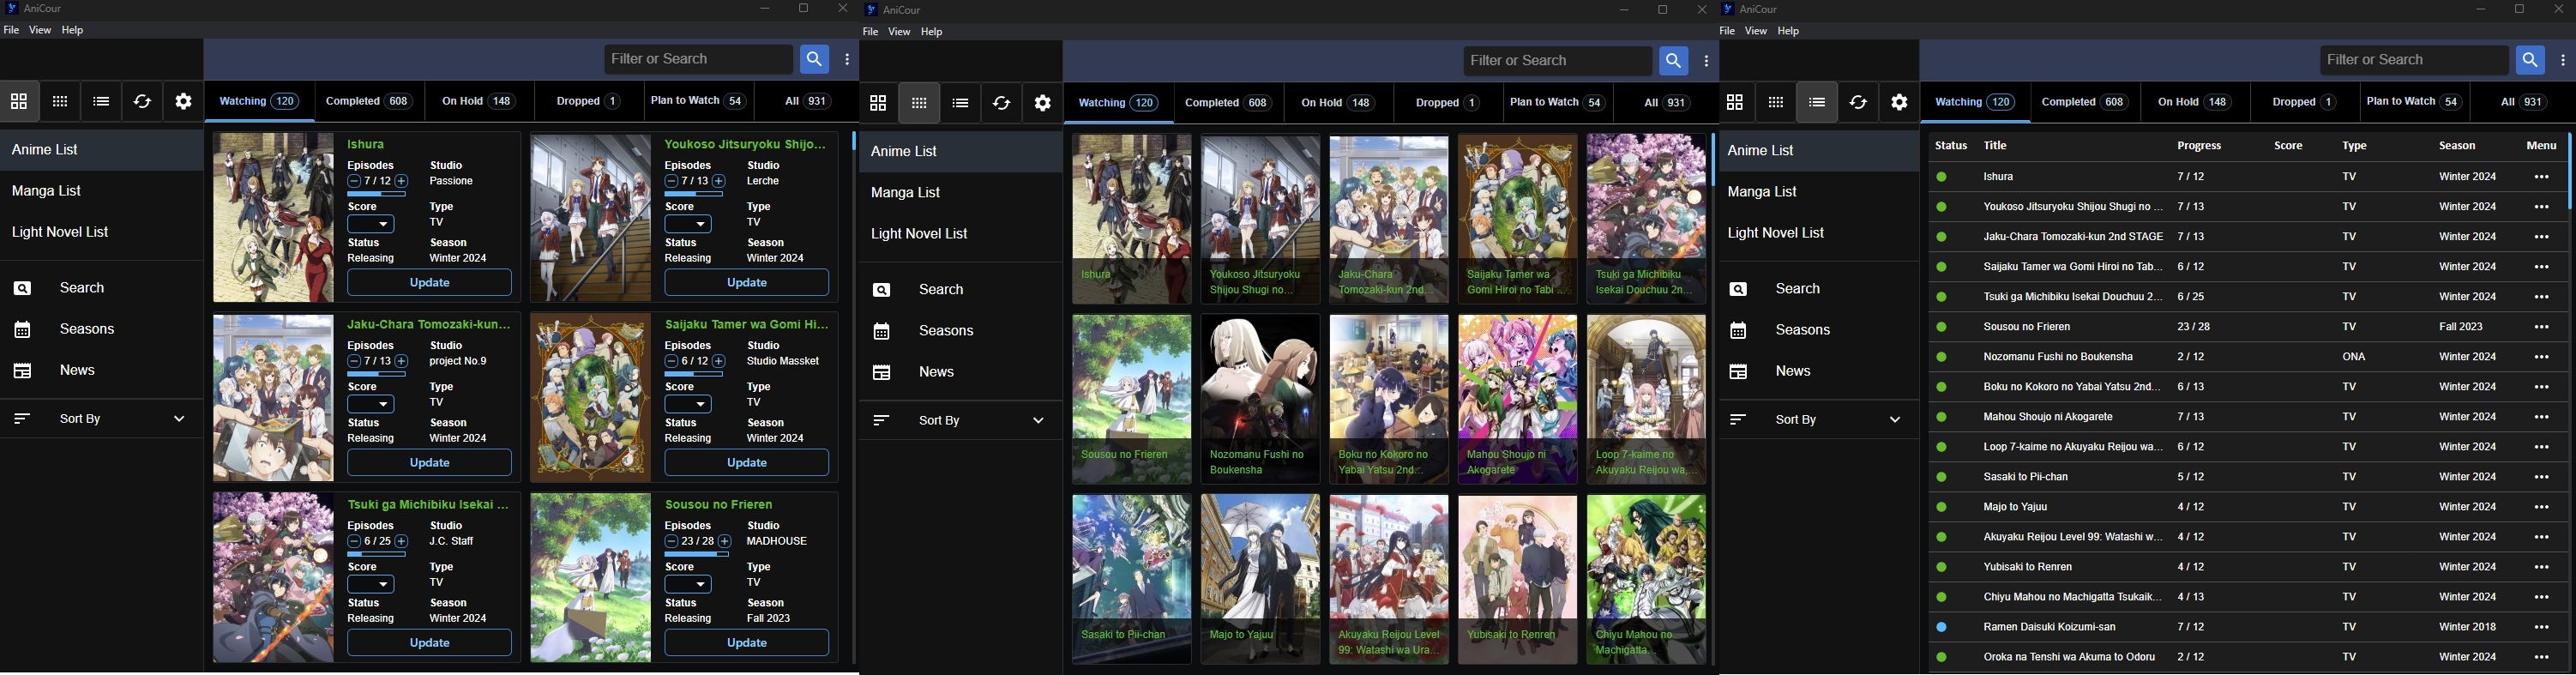 AniCour
File View Help
Filter or Search
Watching 120 Completed 608 On Hold 148 Dropped 1 Plan to Watch 54 All 931
Anime List
Manga List
Light Novel List
Search
Seasons
News
Sort By
Ishura
Episodes Studio
7 / 12 Passione
Score Type
TV
Status Season
Releasing Winter 2024
Update
Youkoso Jitsuryoku Shijo...
Episodes Studio
7 / 13 Lerche
Score Type
TV
Status Season
Releasing Winter 2024
Update
Jaku-Chara Tomozaki-kun...
Episodes Studio
7 / 13 project No.9
Score Type
TV
Status Season
Releasing Winter 2024
Update
Saijaku Tamer wa Gomi Hi...
Episodes Studio
6 / 12 Studio Massket
Score Type
TV
Status Season
Releasing Winter 2024
Update
Tsuki ga Michibiku Isekai ...
Episodes Studio
6 / 25 J.C. Staff
Score Type
TV
Status Season
Releasing Winter 2024
Update
Sousou no Frieren
Episodes Studio
23 / 28 MADHOUSE
Score Type
TV
Status Season
Releasing Fall 2023
Update
AniCour
File View Help
Filter or Search
Watching 120 Completed 608 On Hold 148 Dropped 1 Plan to Watch 54 All 931
Anime List
Manga List
Light Novel List
Search
Seasons
News
Sort By
Ishura
Youkoso Jitsuryoku
Shijou Shugi no...
Jaku-Chara
Tomozaki-kun 2nd...
Saijaku Tamer wa
Gomi Hiroi no Tabi ...
Tsuki ga Michibiku
Isekai Douchuu 2n...
Sousou no Frieren
Nozomanu Fushi no
Boukensha
Boku no Kokoro no
Yabai Yatsu 2nd...
Mahou Shoujo ni
Akogarete
Loop 7-kaime no
Akuyaku Reijou wa,...
Sasaki to Pii-chan
Majo to Yajuu
Akuyaku Reijou Level
99: Watashi wa Ura...
Yubisaki to Renren
Chiyu Mahou no
Machigatta...
AniCour
File View Help
Filter or Search
Watching 120 Completed 608 On Hold 148 Dropped 1 Plan to Watch 54 All 931
Anime List
Manga List
Light Novel List
Search
Seasons
News
Sort By
Status Title Progress Score Type Season Menu
Ishura 7 / 12 TV Winter 2024
Youkoso Jitsuryoku Shijou Shugi no ... 7 / 13 TV Winter 2024
Jaku-Chara Tomozaki-kun 2nd STAGE 7 / 13 TV Winter 2024
Saijaku Tamer wa Gomi Hiroi no Tab... 6 / 12 TV Winter 2024
Tsuki ga Michibiku Isekai Douchuu 2... 6 / 25 TV Winter 2024
Sousou no Frieren 23 / 28 TV Fall 2023
Nozomanu Fushi no Boukensha 2 / 12 ONA Winter 2024
Boku no Kokoro no Yabai Yatsu 2nd... 6 / 13 TV Winter 2024
Mahou Shoujo ni Akogarete 7 / 13 TV Winter 2024
Loop 7-kaime no Akuyaku Reijou wa... 6 / 12 TV Winter 2024
Sasaki to Pii-chan 5 / 12 TV Winter 2024
Majo to Yajuu 4 / 12 TV Winter 2024
Akuyaku Reijou Level 99: Watashi w... 4 / 12 TV Winter 2024
Yubisaki to Renren 4 / 12 TV Winter 2024
Chiyu Mahou no Machigatta Tsukaik... 4 / 13 TV Winter 2024
Ramen Daisuki Koizumi-san 7 / 12 TV Winter 2018
Oroka na Tenshi wa Akuma to Odoru 2 / 12 TV Winter 2024